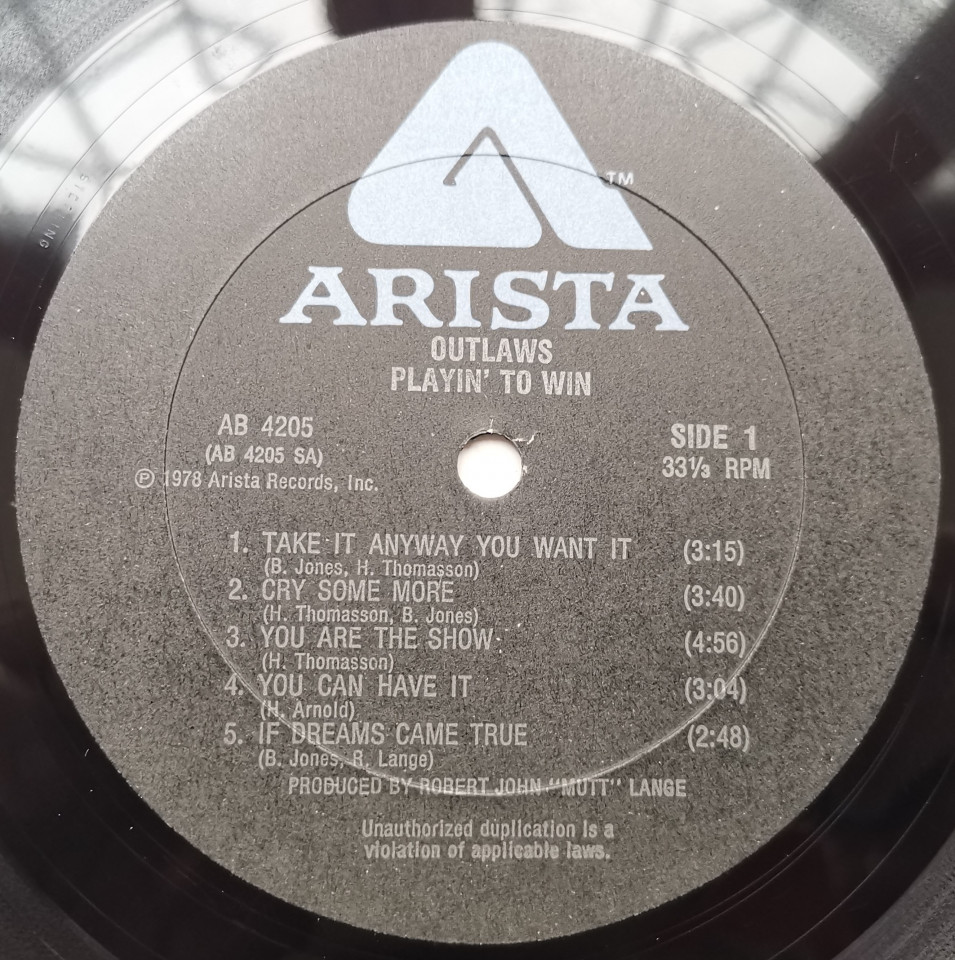 STERLING
TM
ARISTA
OUTLAWS
PLAYIN' TO WIN
AB 4205
(AB 4205 SA)
℗ 1978 Arista Records, Inc.
SIDE 1
33⅓ RPM
1. TAKE IT ANYWAY YOU WANT IT (3:15)
(B. Jones, H. Thomasson)
2. CRY SOME MORE (3:40)
(H. Thomasson, B. Jones)
3. YOU ARE THE SHOW (4:56)
(H. Thomasson)
4. YOU CAN HAVE IT (3:04)
(H. Arnold)
5. IF DREAMS CAME TRUE (2:48)
(B. Jones, R. Lange)
PRODUCED BY ROBERT JOHN "MUTT" LANGE
Unauthorized duplication is a
violation of applicable laws.